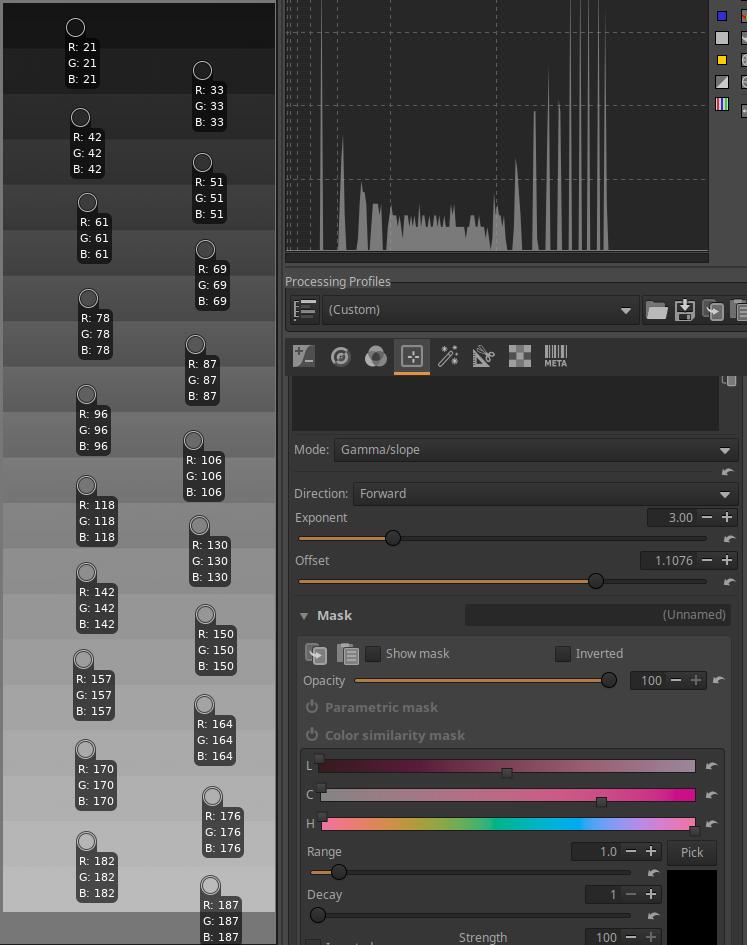 R: 21
G: 21
B: 21
R: 33
G: 33
B: 33
R: 42
G: 42
B: 42
R: 51
G: 51
B: 51
R: 61
G: 61
B: 61
R: 69
G: 69
B: 69
R: 78
G: 78
B: 78
R: 87
G: 87
B: 87
R: 96
G: 96
B: 96
R: 106
G: 106
B: 106
R: 118
G: 118
B: 118
R: 130
G: 130
B: 130
R: 142
G: 142
B: 142
R: 150
G: 150
B: 150
R: 157
G: 157
B: 157
R: 164
G: 164
B: 164
R: 170
G: 170
B: 170
R: 176
G: 176
B: 176
R: 182
G: 182
B: 182
R: 187
G: 187
B: 187
Processing Profiles
(Custom)
META
Mode: Gamma/slope
Direction: Forward
Exponent 3.00
Offset 1.1076
Mask (Unnamed)
Show mask Inverted
Opacity 100
Parametric mask
Color similarity mask
L
C
H
Range 1.0 Pick
Decay 1
Strength 100